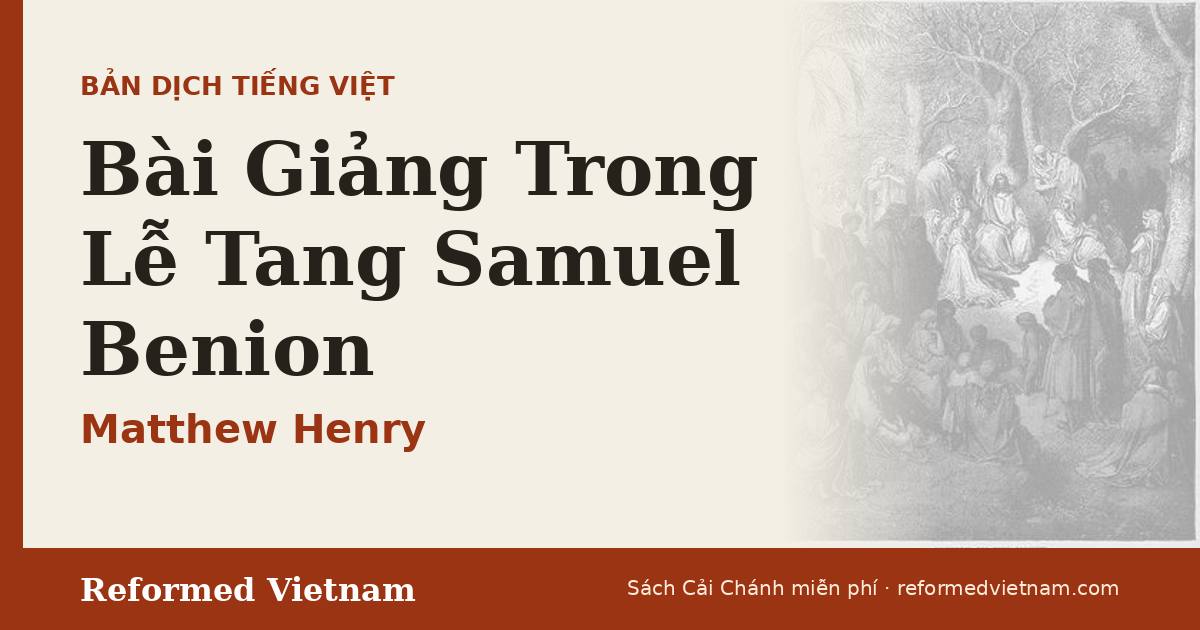 BẢN DỊCH TIẾNG VIỆT
Bài Giảng Trong
Lễ Tang Samuel
Benion
Matthew Henry
Reformed Vietnam
Sách Cải Chánh miễn phí · reformedvietnam.com